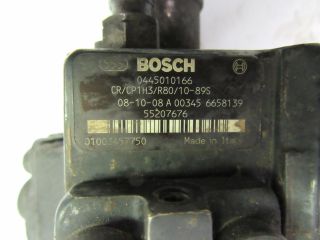 BOSCH
0445010166
CR/CP1H3/R80/10-89S
08-10-08 A 00345 6658139
55207676
Made in Italy